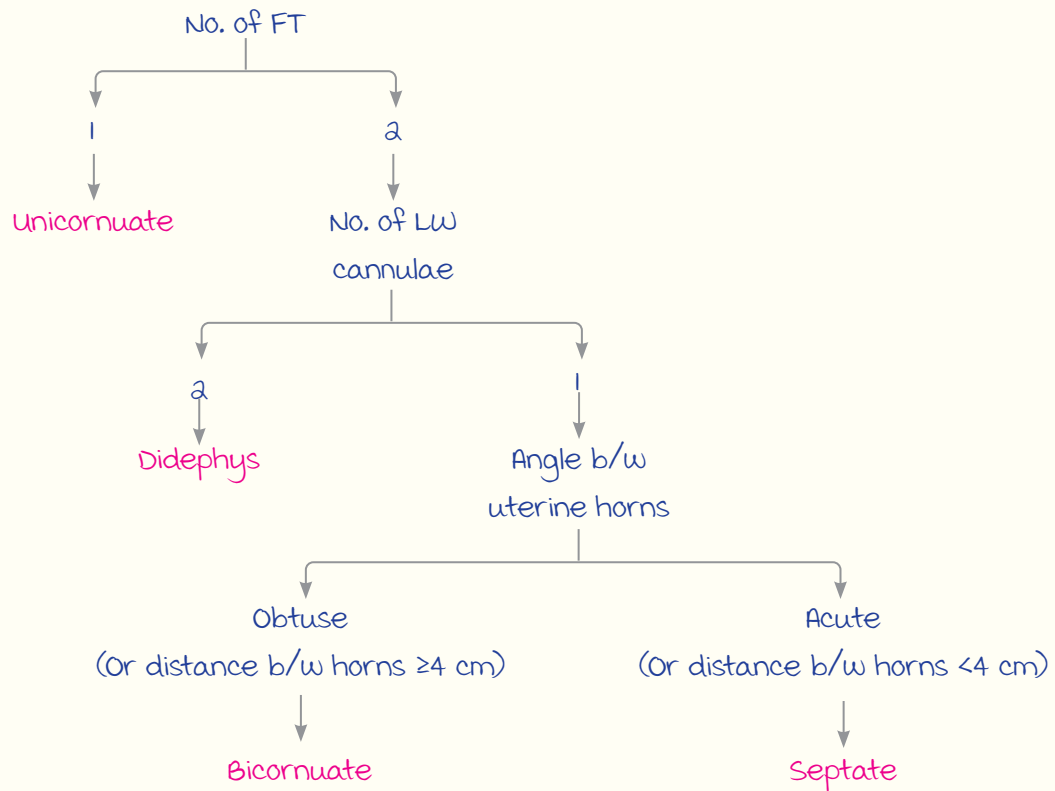 No. of FT
1
2
Unicornuate
No. of LW
cannulae
2
1
Didephys
Angle b/w
uterine horns
Obtuse
(Or distance b/w horns ≥4 cm)
Acute
(Or distance b/w horns <4 cm)
Bicornuate
Septate